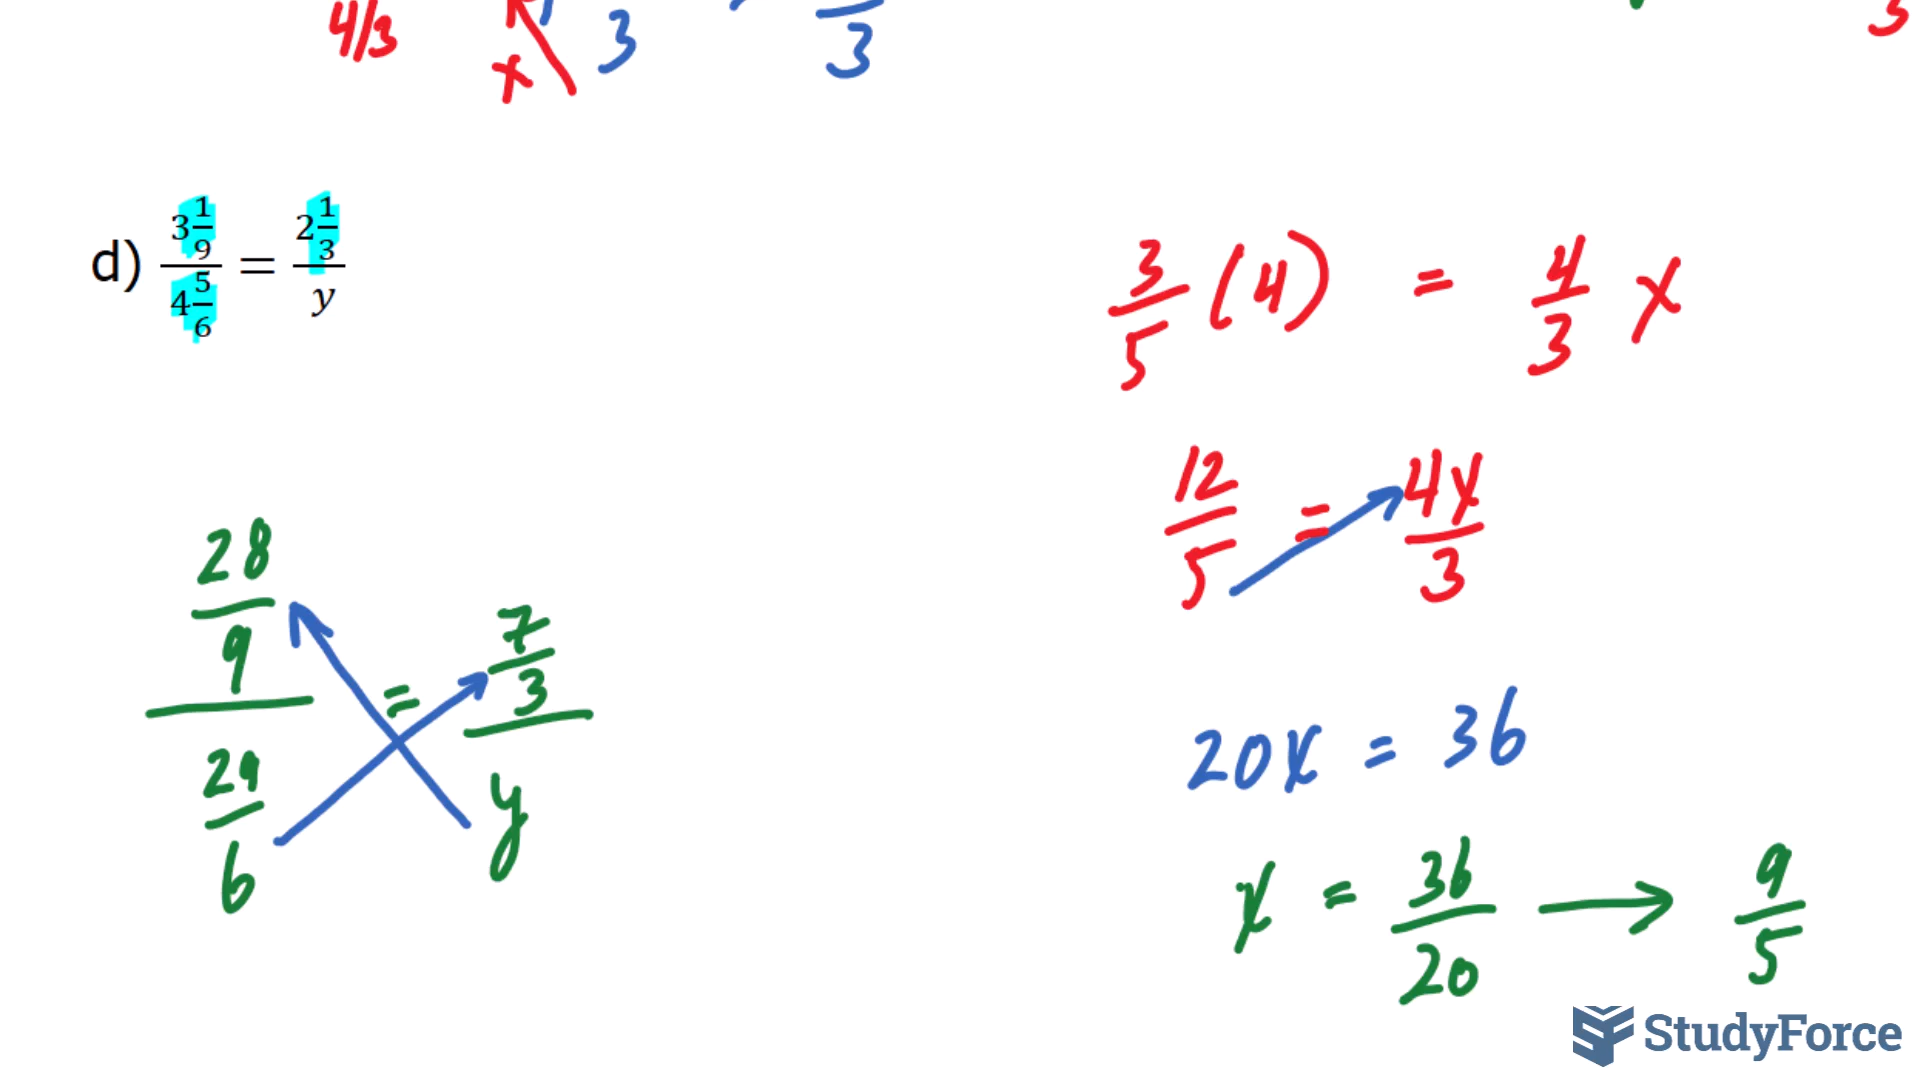 4/3 x 3 3 3
d) 3 1/9 / 4 5/6 = 2 1/3 / y
3/5 (4) = 4/3 x
12/5 = 4x/3
28/9 / 29/6 = 7/3 / y
20x = 36
x = 36/20 → 9/5
StudyForce